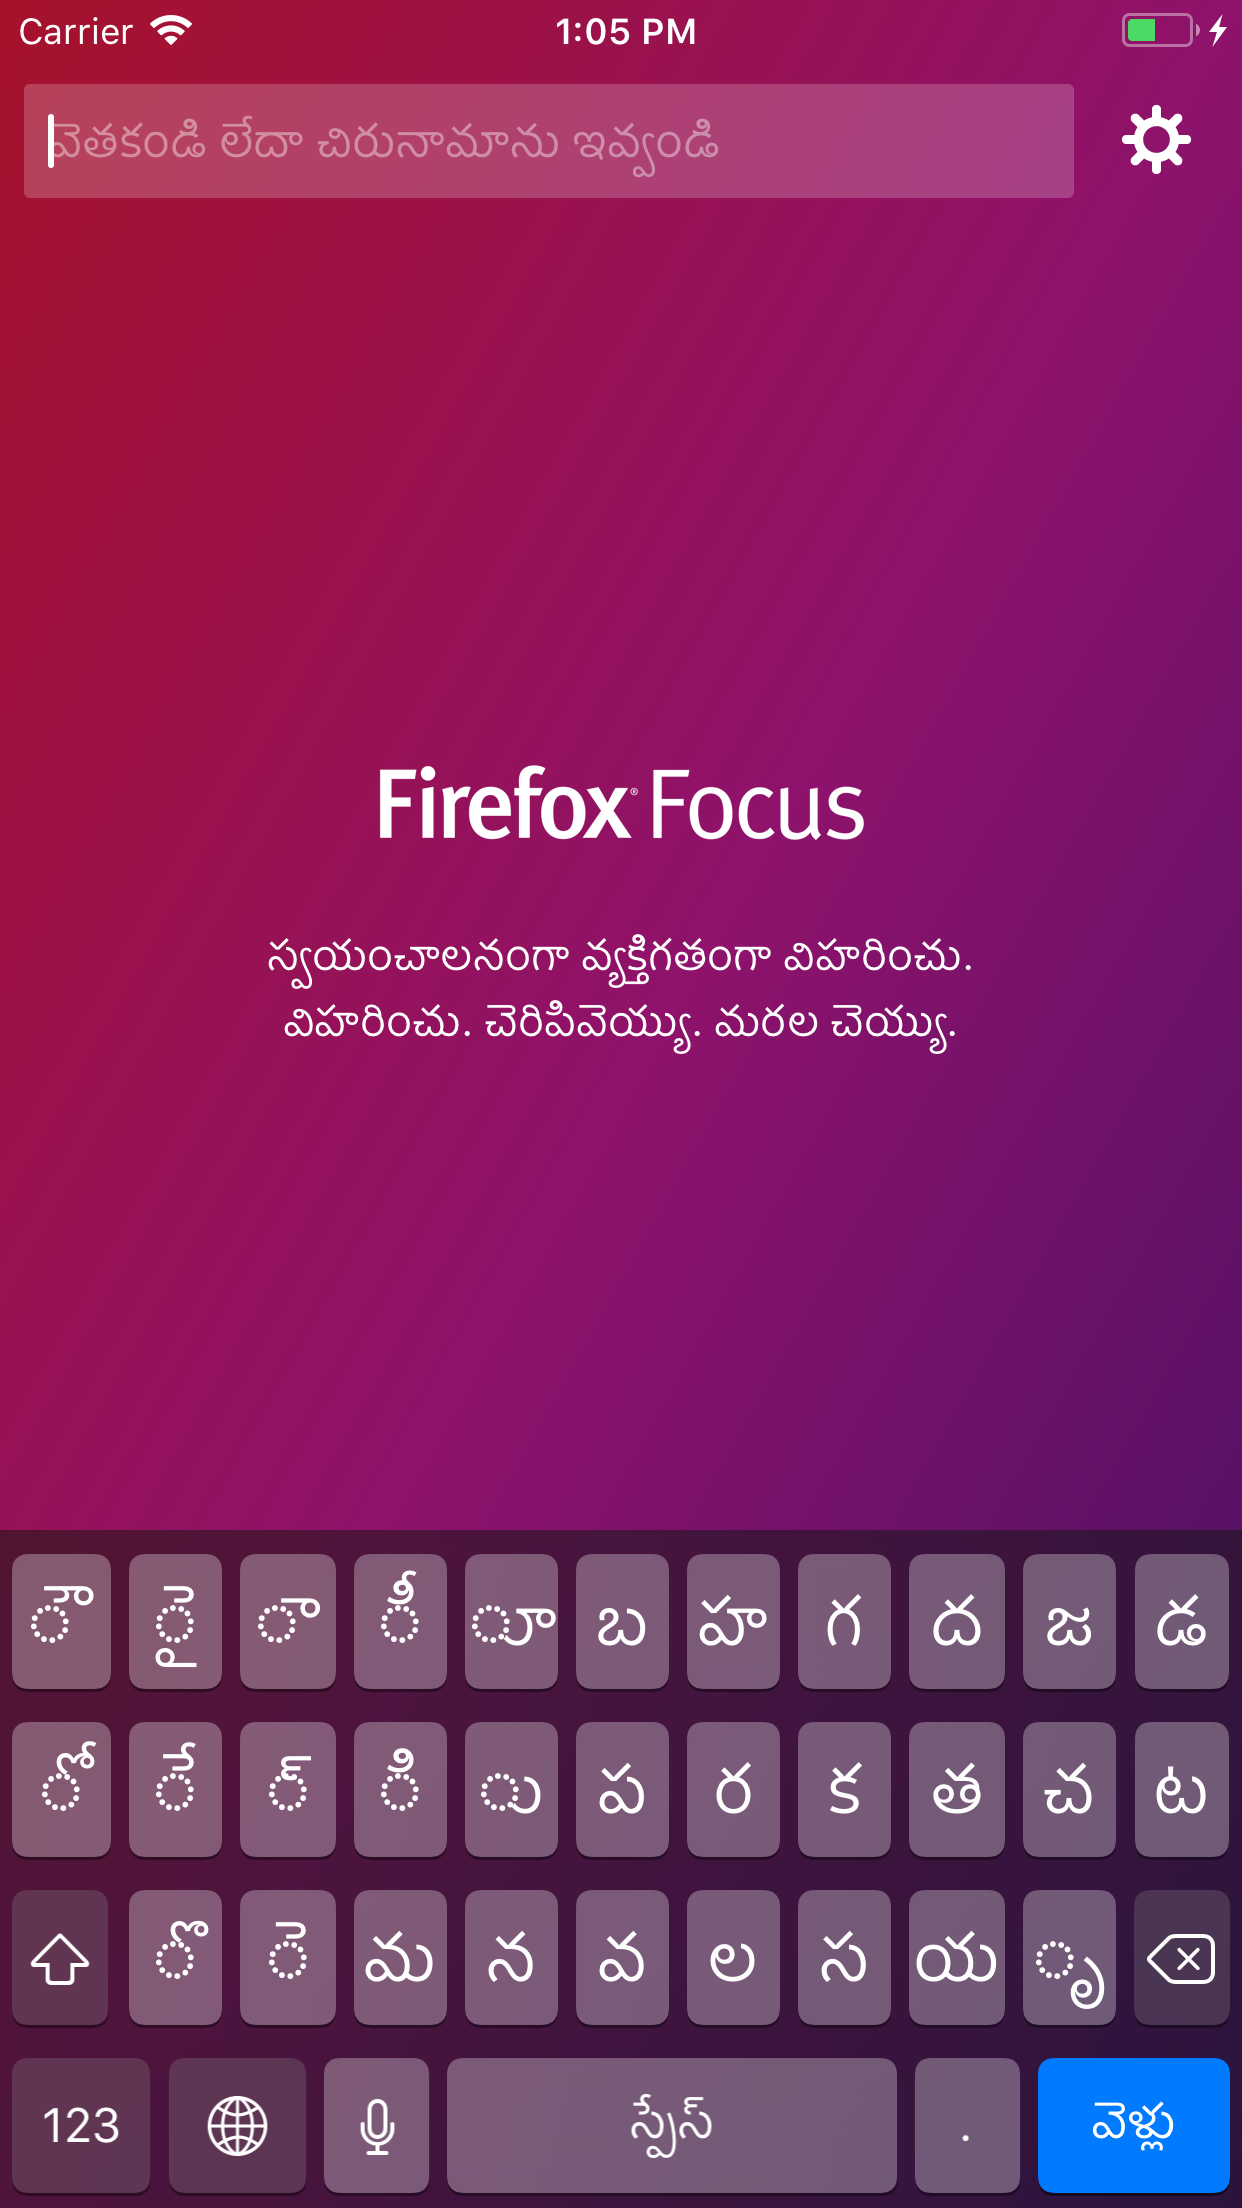 Carrier 1:05 PM
వెతకండి లేదా చిరునామాను ఇవ్వండి
Firefox® Focus
స్వయంచాలనంగా వ్యక్తిగతంగా విహరించు.
విహరించు. చెరిపివెయ్యు. మరల చెయ్యు.
ౌ ై ా ీ ూ బ హ గ ద జ డ
ో ే ్ ి ు ప ర క త చ ట
ొ ె మ న వ ల స య ృ
123 స్పేస్ . వెళ్లు